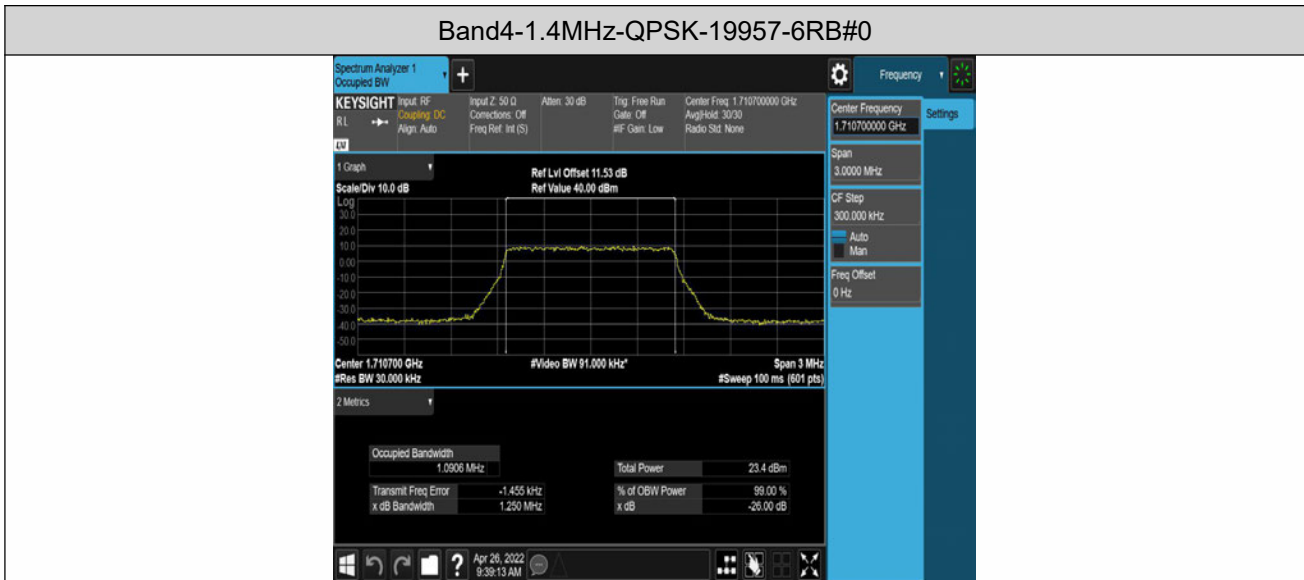 Band4-1.4MHz-QPSK-19957-6RB#0
Spectrum Analyzer 1
Occupied BW
+
Frequency
KEYSIGHT
RL
Input: RF
Coupling: DC
Align: Auto
Input Z: 50 Ω
Corrections: Off
Freq Ref: Int (S)
Atten: 30 dB
Trig: Free Run
Gate: Off
#IF Gain: Low
Center Freq: 1.710700000 GHz
Avg|Hold: 30/30
Radio Std: None
Center Frequency
1.710700000 GHz
Settings
Span
3.0000 MHz
CF Step
300.000 kHz
Auto
Man
Freq Offset
0 Hz
1 Graph
Ref Lvl Offset 11.53 dB
Scale/Div 10.0 dB
Ref Value 40.00 dBm
Log
30.0
20.0
10.0
0.00
-10.0
-20.0
-30.0
-40.0
-50.0
Center 1.710700 GHz
#Video BW 91.000 kHz*
Span 3 MHz
#Res BW 30.000 kHz
#Sweep 100 ms (601 pts)
2 Metrics
Occupied Bandwidth
1.0906 MHz
Total Power 23.4 dBm
Transmit Freq Error -1.455 kHz
% of OBW Power 99.00 %
x dB Bandwidth 1.250 MHz
x dB -26.00 dB
?
Apr 26, 2022
9:39:13 AM